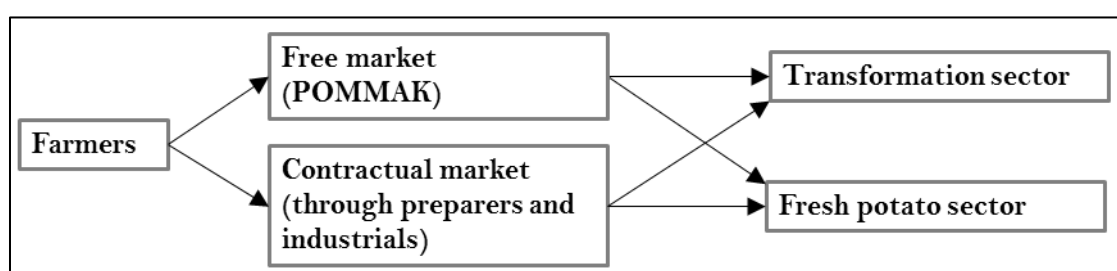 Farmers
Free market
(POMMAK)
Contractual market
(through preparers and
industrials)
Transformation sector
Fresh potato sector